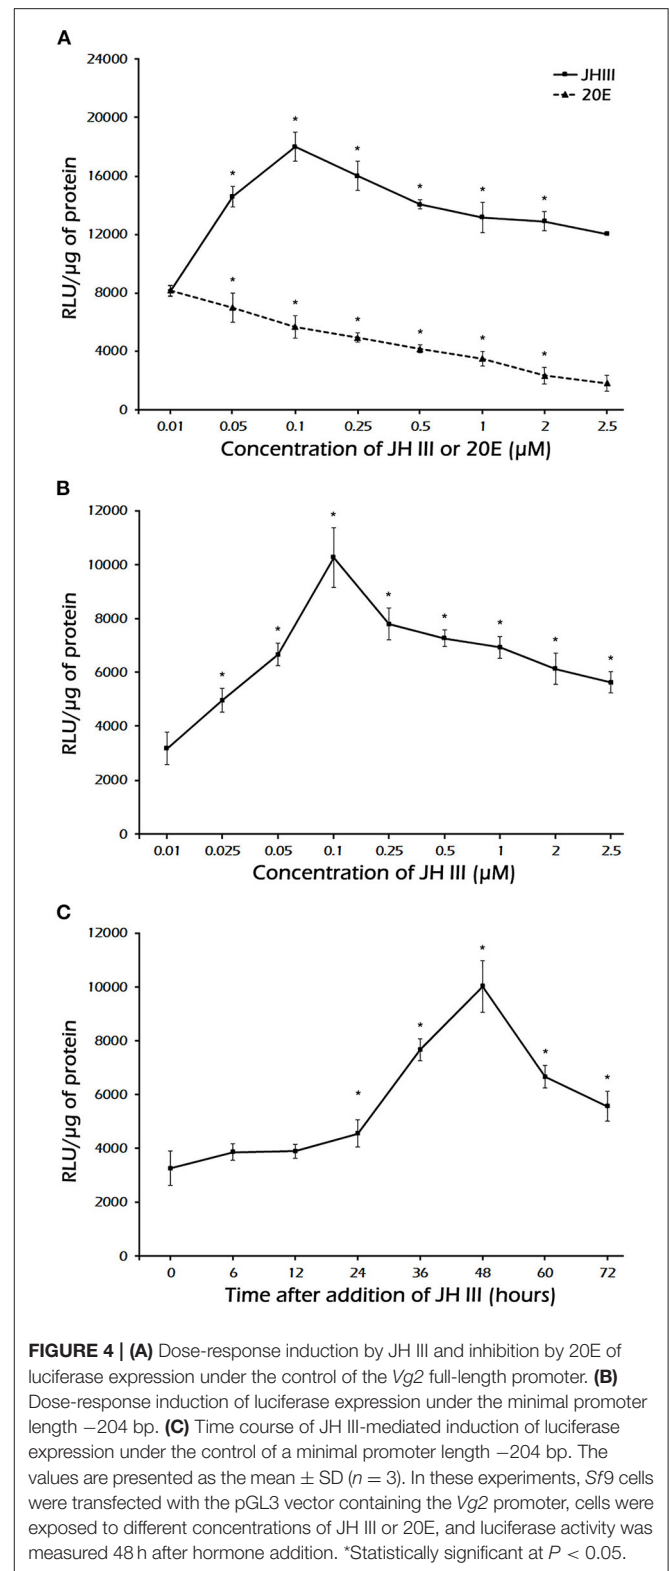 A
24000
20000
16000
12000
8000
4000
0
RLU/µg of protein
JHIII
20E
* * * * * * *
* * * * * * *
0.01 0.05 0.1 0.25 0.5 1 2 2.5
Concentration of JH III or 20E (µM)
B
12000
10000
8000
6000
4000
2000
0
RLU/µg of protein
* * * * * * * *
0.01 0.025 0.05 0.1 0.25 0.5 1 2 2.5
Concentration of JH III (µM)
C
12000
10000
8000
6000
4000
2000
0
RLU/µg of protein
* * * * *
0 6 12 24 36 48 60 72
Time after addition of JH III (hours)
FIGURE 4 | (A) Dose-response induction by JH III and inhibition by 20E of
luciferase expression under the control of the Vg2 full-length promoter. (B)
Dose-response induction of luciferase expression under the minimal promoter
length −204 bp. (C) Time course of JH III-mediated induction of luciferase
expression under the control of a minimal promoter length −204 bp. The
values are presented as the mean ± SD (n = 3). In these experiments, Sf9 cells
were transfected with the pGL3 vector containing the Vg2 promoter, cells were
exposed to different concentrations of JH III or 20E, and luciferase activity was
measured 48 h after hormone addition. *Statistically significant at P < 0.05.